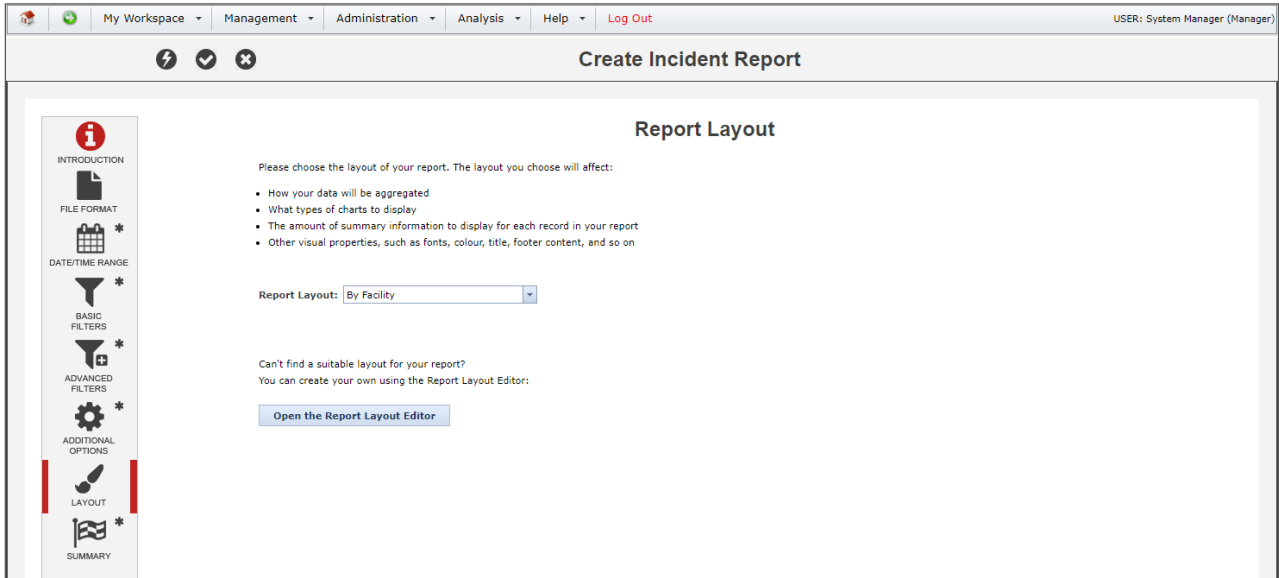 My Workspace Management Administration Analysis Help Log Out USER: System Manager (Manager)
Create Incident Report
Report Layout
INTRODUCTION
FILE FORMAT
DATE/TIME RANGE
BASIC
FILTERS
ADVANCED
FILTERS
ADDITIONAL
OPTIONS
LAYOUT
SUMMARY
Please choose the layout of your report. The layout you choose will affect:
• How your data will be aggregated
• What types of charts to display
• The amount of summary information to display for each record in your report
• Other visual properties, such as fonts, colour, title, footer content, and so on
Report Layout: By Facility
Can't find a suitable layout for your report?
You can create your own using the Report Layout Editor:
Open the Report Layout Editor